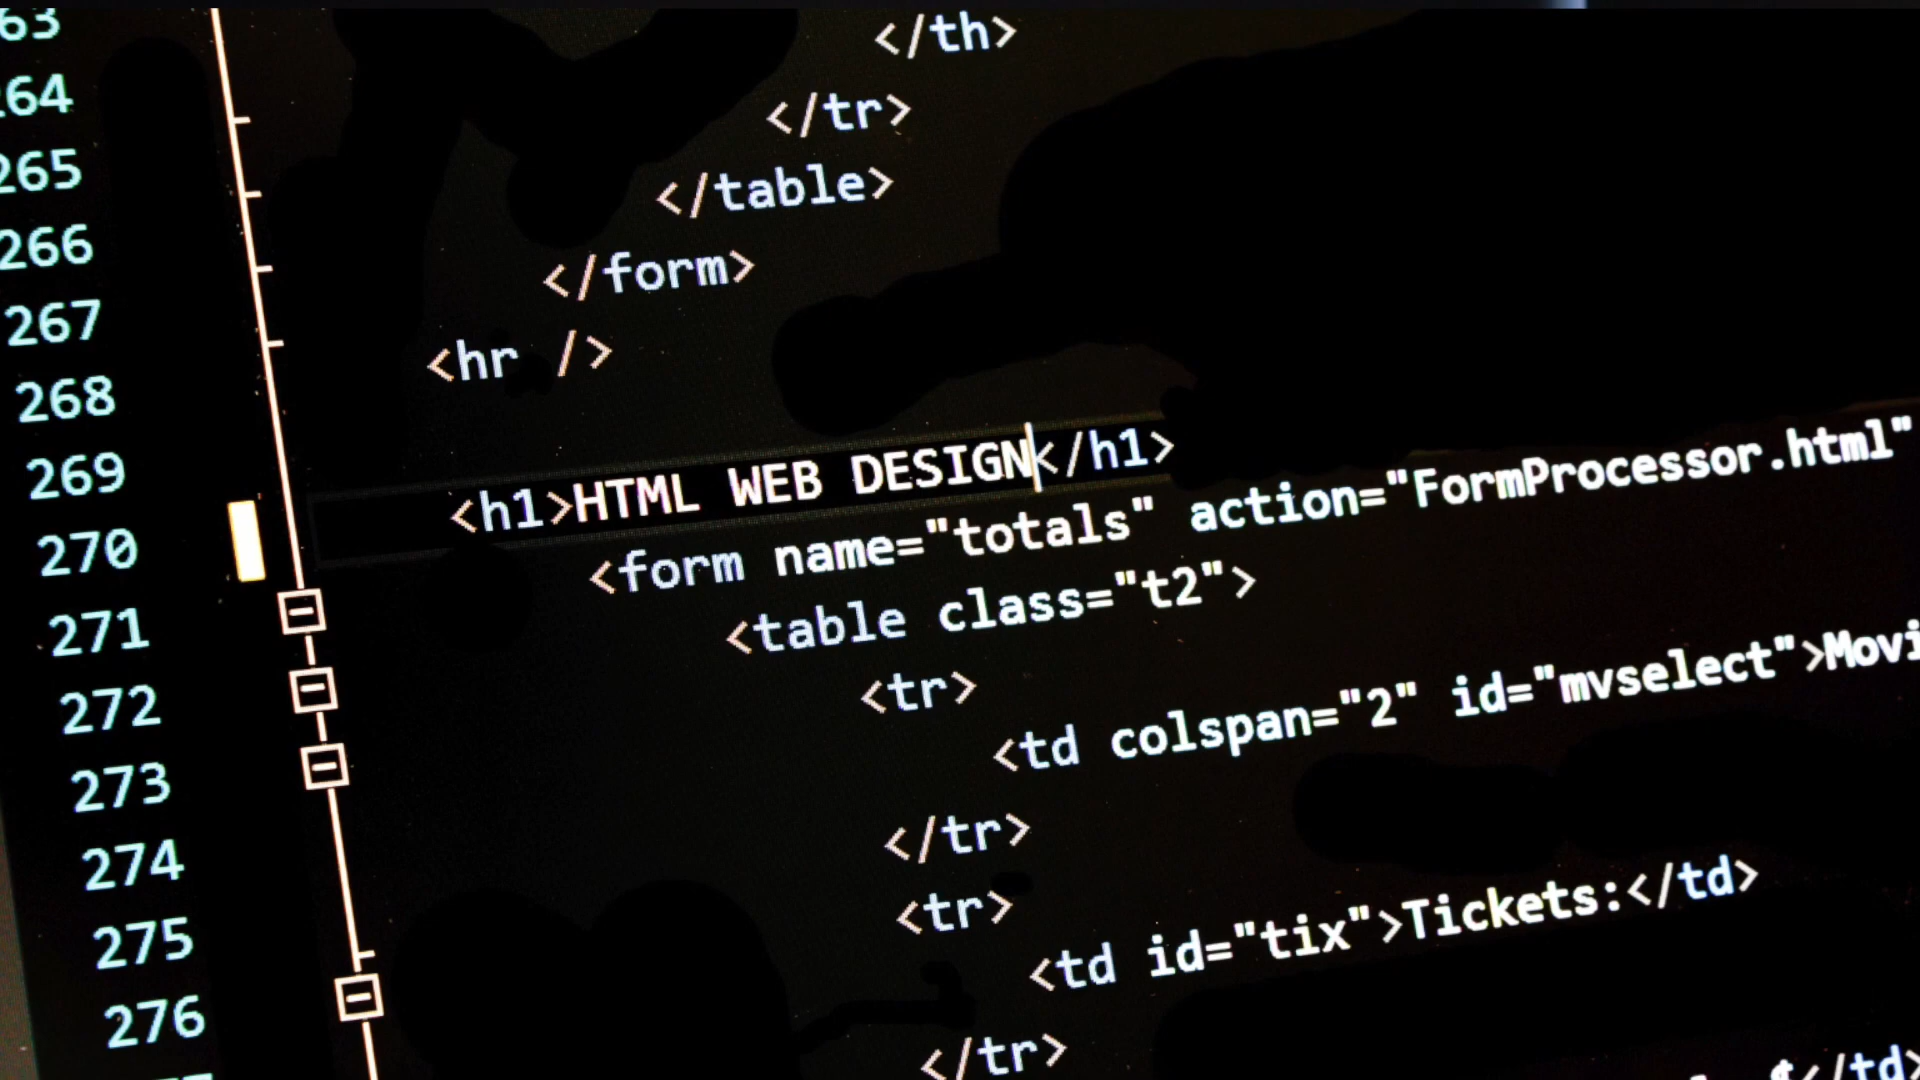 63
264 </th>
265 </tr>
266 </table>
267 </form>
268 <hr />
269
270 <h1>HTML WEB DESIGN</h1>
271 <form name="totals" action="FormProcessor.html"
272 <table class="t2">
273 <tr>
274 <td colspan="2" id="mvselect">Movi
275 </tr>
276 <tr>
<td id="tix">Tickets:</td>
</tr>
$</td>